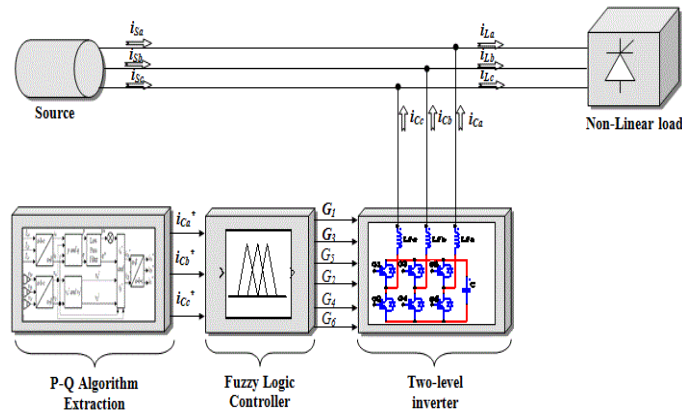 iSa
iLa
iSb
iLb
iSc
iLc
Source
iCc
iCb
iCa
Non-Linear load
iCa+
iCb+
iCc+
G1
G3
G5
G2
G4
G6
P-Q Algorithm
Extraction
Fuzzy Logic
Controller
Two-level
inverter